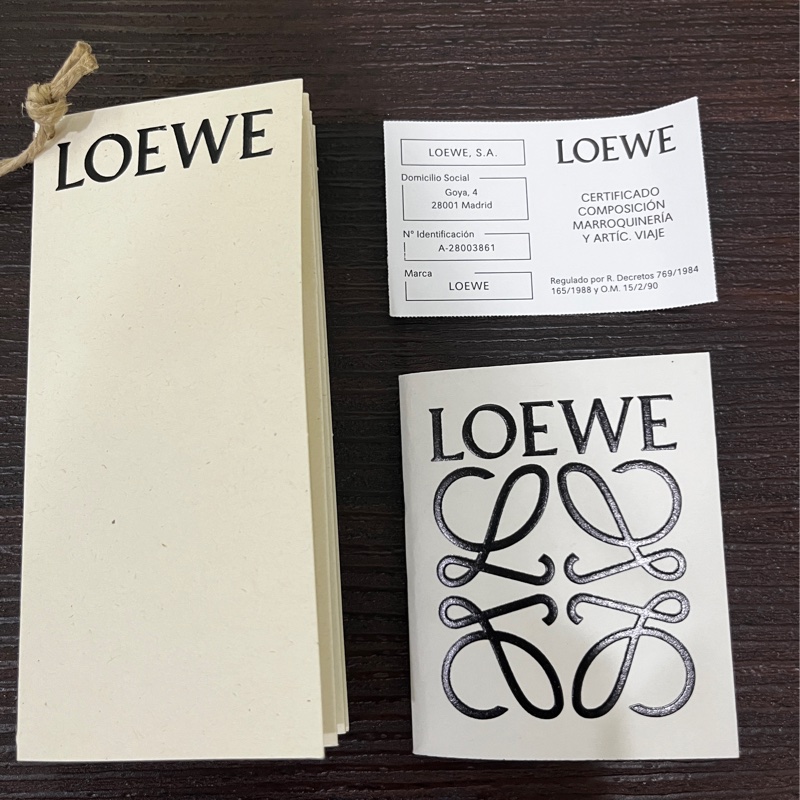 LOEWE
LOEWE, S.A.
Domicilio Social
Goya, 4
28001 Madrid
Nº Identificación
A-28003861
Marca
LOEWE
LOEWE
CERTIFICADO
COMPOSICIÓN
MARROQUINERÍA
Y ARTÍC. VIAJE
Regulado por R. Decretos 769/1984
165/1988 y O.M. 15/2/90
LOEWE